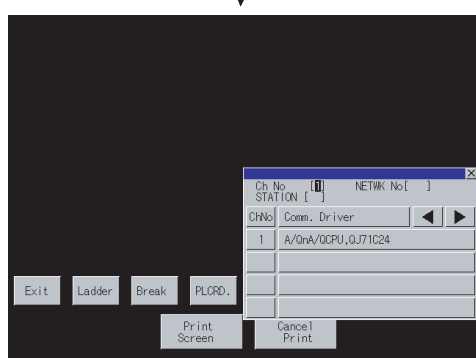 Ch No [1] NETWK No[ ]
STATION [ ]
ChNo Comm. Driver
1 A/QnA/QCPU,QJ71C24
Exit Ladder Break PLCRD.
Print Screen
Cancel Print